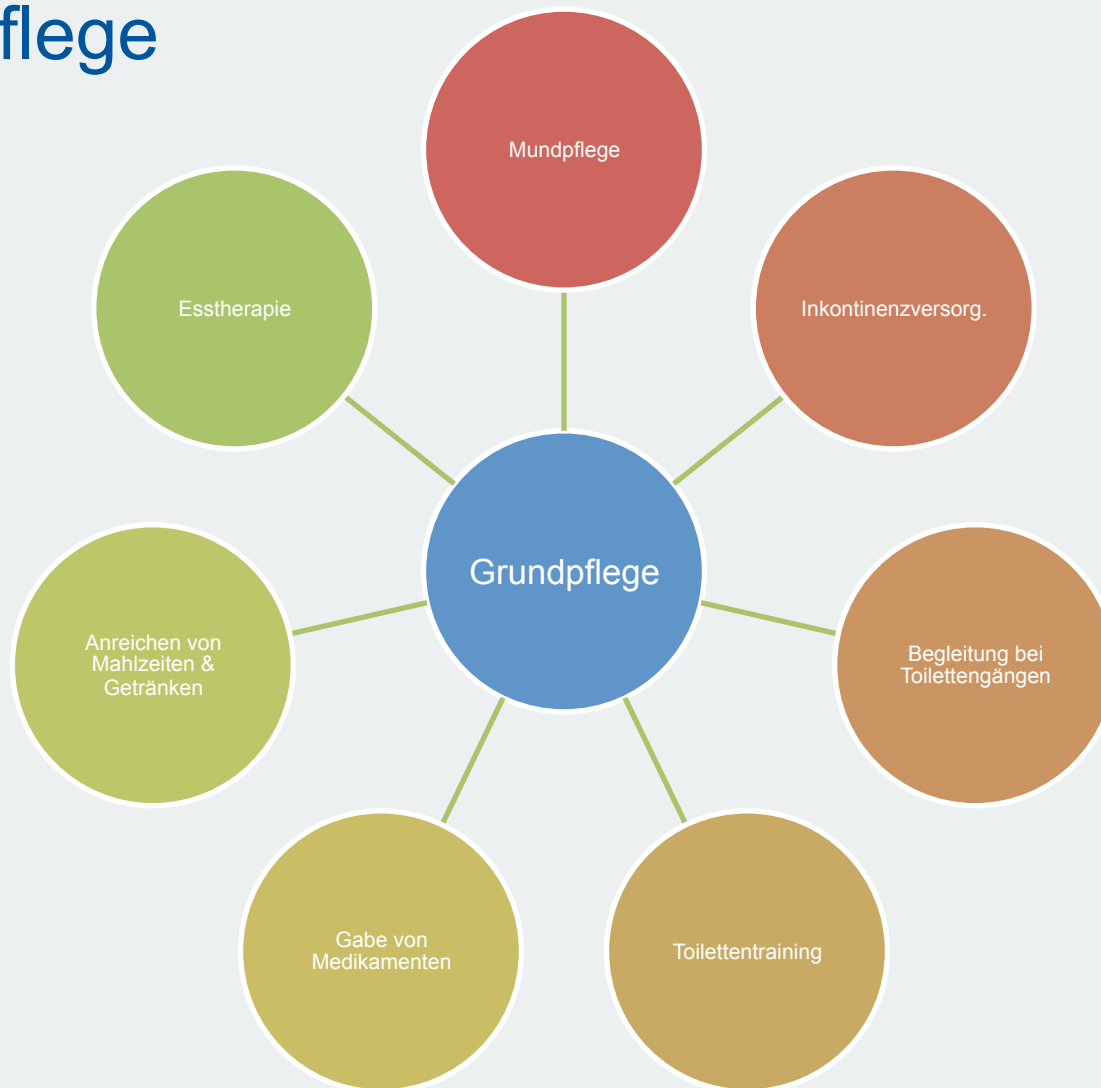 flege
Mundpflege
Inkontinenzversorg.
Begleitung bei
Toilettengängen
Toilettentraining
Gabe von
Medikamenten
Anreichen von
Mahlzeiten &
Getränken
Esstherapie
Grundpflege